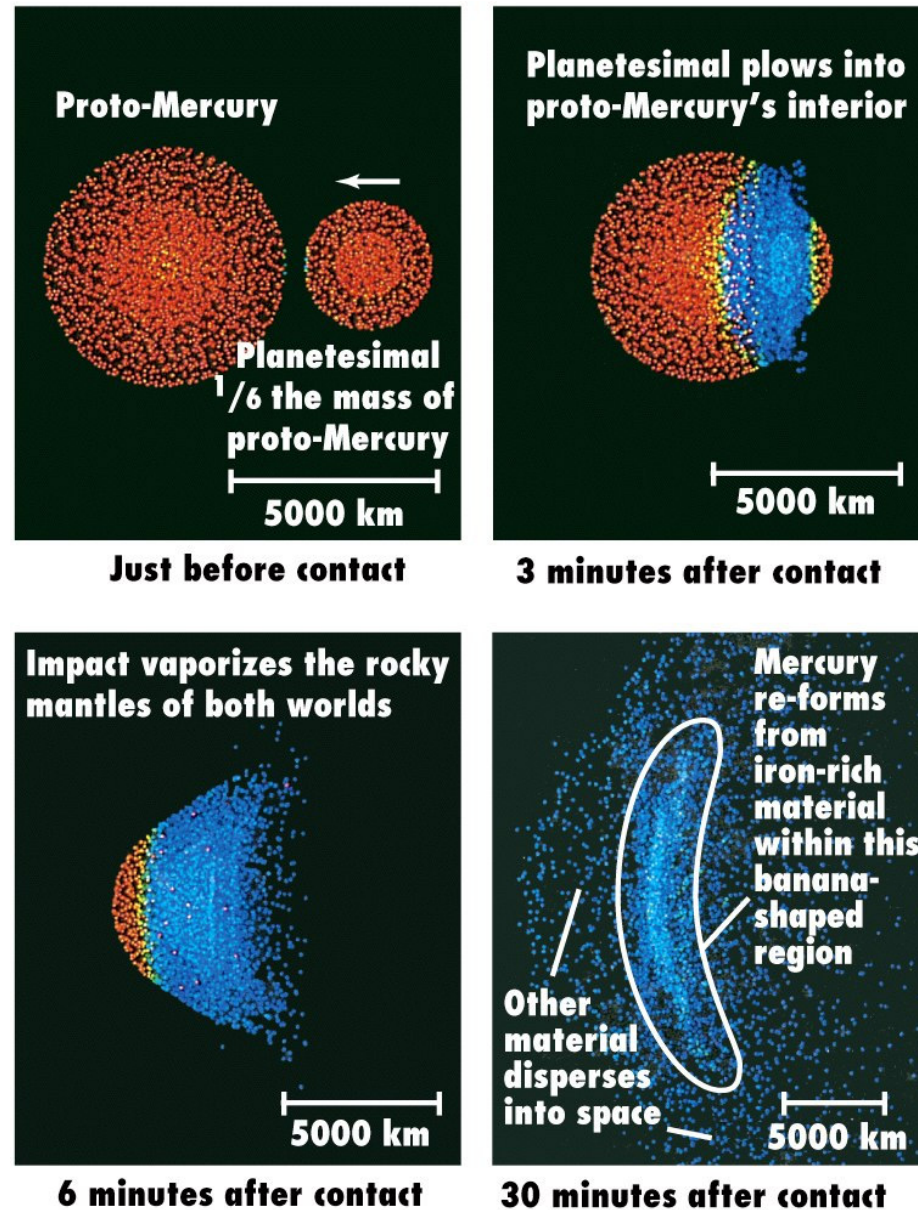 Proto-Mercury
Planetesimal
1/6 the mass of
proto-Mercury
5000 km
Just before contact
Planetesimal plows into
proto-Mercury's interior
5000 km
3 minutes after contact
Impact vaporizes the rocky
mantles of both worlds
5000 km
6 minutes after contact
Mercury
re-forms
from
iron-rich
material
within this
banana-
shaped
region
Other
material
disperses
into space
5000 km
30 minutes after contact